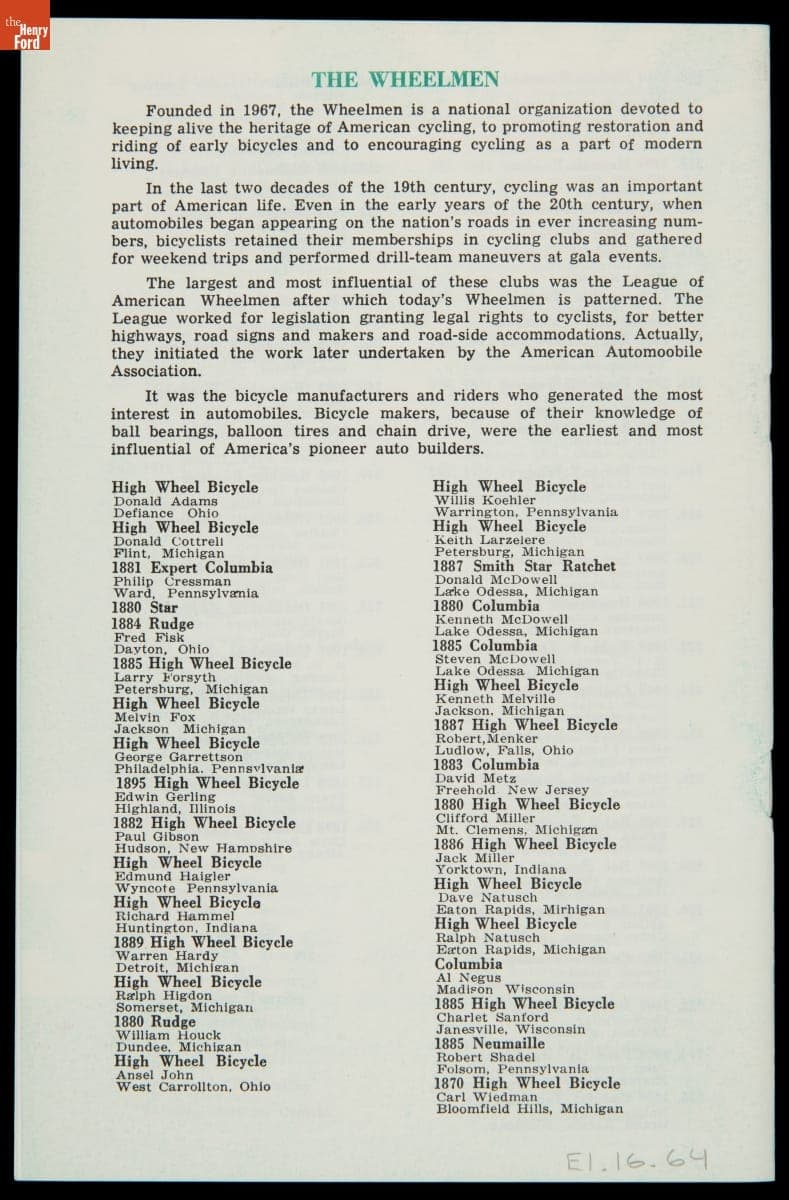 the
Henry
Ford
THE WHEELMEN
Founded in 1967, the Wheelmen is a national organization devoted to
keeping alive the heritage of American cycling, to promoting restoration and
riding of early bicycles and to encouraging cycling as a part of modern
living.
In the last two decades of the 19th century, cycling was an important
part of American life. Even in the early years of the 20th century, when
automobiles began appearing on the nation's roads in ever increasing num-
bers, bicyclists retained their memberships in cycling clubs and gathered
for weekend trips and performed drill-team maneuvers at gala events.
The largest and most influential of these clubs was the League of
American Wheelmen after which today's Wheelmen is patterned. The
League worked for legislation granting legal rights to cyclists, for better
highways, road signs and makers and road-side accommodations. Actually,
they initiated the work later undertaken by the American Automoobile
Association.
It was the bicycle manufacturers and riders who generated the most
interest in automobiles. Bicycle makers, because of their knowledge of
ball bearings, balloon tires and chain drive, were the earliest and most
influential of America's pioneer auto builders.
High Wheel Bicycle
Donald Adams
Defiance Ohio
High Wheel Bicycle
Donald Cottrell
Flint, Michigan
1881 Expert Columbia
Philip Cressman
Ward, Pennsylvania
1880 Star
1884 Rudge
Fred Fisk
Dayton, Ohio
1885 High Wheel Bicycle
Larry Forsyth
Petersburg, Michigan
High Wheel Bicycle
Melvin Fox
Jackson Michigan
High Wheel Bicycle
George Garrettson
Philadelphia. Pennsylvania
1895 High Wheel Bicycle
Edwin Gerling
Highland, Illinois
1882 High Wheel Bicycle
Paul Gibson
Hudson, New Hampshire
High Wheel Bicycle
Edmund Haigler
Wyncote Pennsylvania
High Wheel Bicycle
Richard Hammel
Huntington, Indiana
1889 High Wheel Bicycle
Warren Hardy
Detroit, Michigan
High Wheel Bicycle
Ralph Higdon
Somerset, Michigan
1880 Rudge
William Houck
Dundee, Michigan
High Wheel Bicycle
Ansel John
West Carrollton, Ohio
High Wheel Bicycle
Willis Koehler
Warrington, Pennsylvania
High Wheel Bicycle
Keith Larzelere
Petersburg, Michigan
1887 Smith Star Ratchet
Donald McDowell
Lake Odessa, Michigan
1880 Columbia
Kenneth McDowell
Lake Odessa, Michigan
1885 Columbia
Steven McDowell
Lake Odessa Michigan
High Wheel Bicycle
Kenneth Melville
Jackson, Michigan
1887 High Wheel Bicycle
Robert,Menker
Ludlow, Falls, Ohio
1883 Columbia
David Metz
Freehold New Jersey
1880 High Wheel Bicycle
Clifford Miller
Mt. Clemens, Michigan
1886 High Wheel Bicycle
Jack Miller
Yorktown, Indiana
High Wheel Bicycle
Dave Natusch
Eaton Rapids, Mirhigan
High Wheel Bicycle
Ralph Natusch
Eaton Rapids, Michigan
Columbia
Al Negus
Madison Wisconsin
1885 High Wheel Bicycle
Charlet Sanford
Janesville, Wisconsin
1885 Neumaille
Robert Shadel
Folsom, Pennsylvania
1870 High Wheel Bicycle
Carl Wiedman
Bloomfield Hills, Michigan
E1.16.64